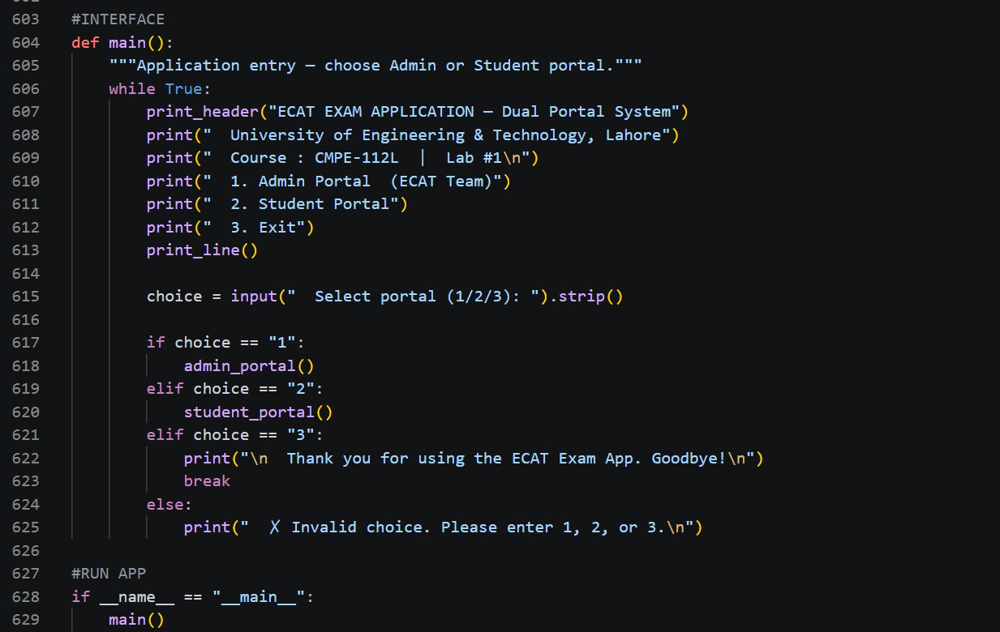 603 #INTERFACE
604 def main():
605     """Application entry — choose Admin or Student portal."""
606     while True:
607         print_header("ECAT EXAM APPLICATION — Dual Portal System")
608         print("  University of Engineering & Technology, Lahore")
609         print("  Course : CMPE-112L  |  Lab #1\n")
610         print("  1. Admin Portal  (ECAT Team)")
611         print("  2. Student Portal")
612         print("  3. Exit")
613         print_line()
614
615         choice = input("  Select portal (1/2/3): ").strip()
616
617         if choice == "1":
618             admin_portal()
619         elif choice == "2":
620             student_portal()
621         elif choice == "3":
622             print("\n  Thank you for using the ECAT Exam App. Goodbye!\n")
623             break
624         else:
625             print("  ✗ Invalid choice. Please enter 1, 2, or 3.\n")
626
627 #RUN APP
628 if __name__ == "__main__":
629     main()